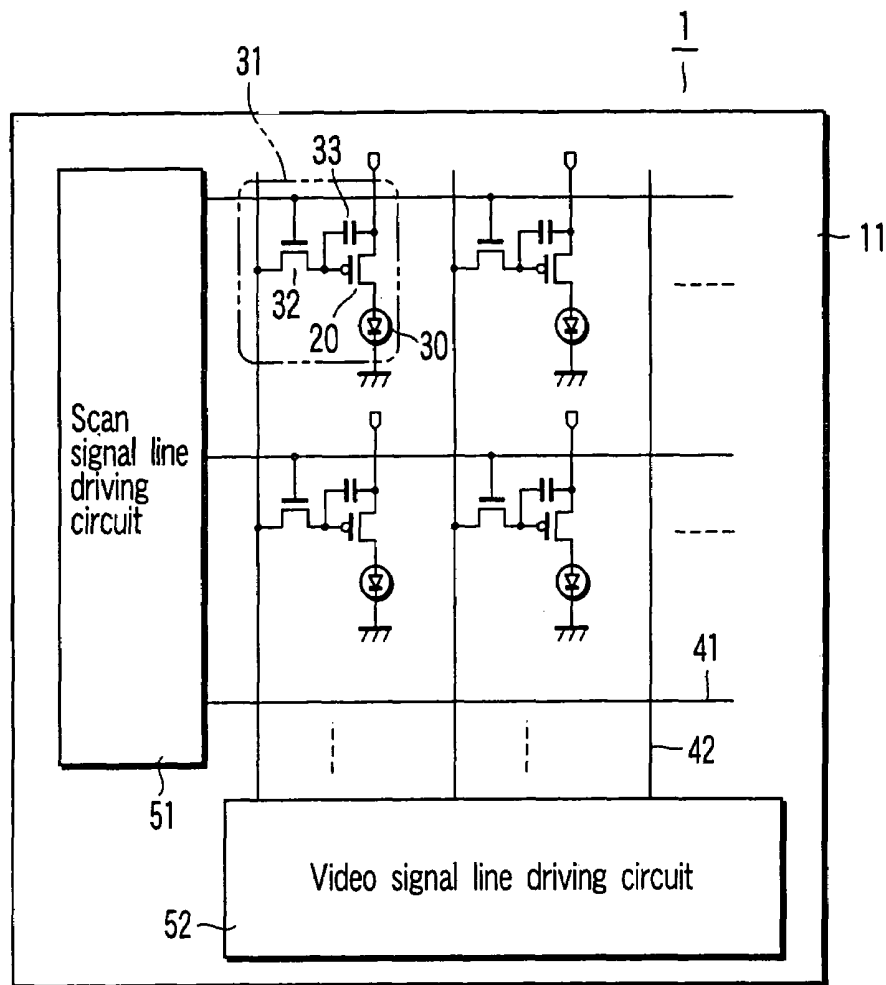 1
31
33
11
32
20
30
Scan
signal line
driving
circuit
41
42
51
Video signal line driving circuit
52